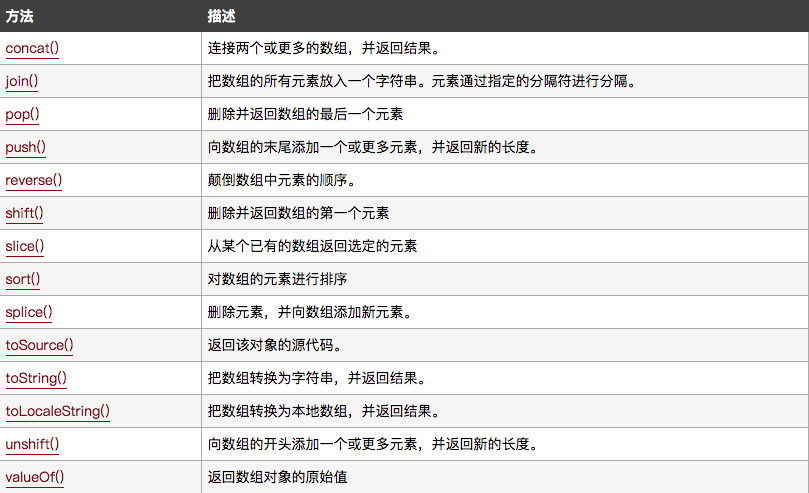 方法 描述
concat() 连接两个或更多的数组，并返回结果。
join() 把数组的所有元素放入一个字符串。元素通过指定的分隔符进行分隔。
pop() 删除并返回数组的最后一个元素
push() 向数组的末尾添加一个或更多元素，并返回新的长度。
reverse() 颠倒数组中元素的顺序。
shift() 删除并返回数组的第一个元素
slice() 从某个已有的数组返回选定的元素
sort() 对数组的元素进行排序
splice() 删除元素，并向数组添加新元素。
toSource() 返回该对象的源代码。
toString() 把数组转换为字符串，并返回结果。
toLocaleString() 把数组转换为本地数组，并返回结果。
unshift() 向数组的开头添加一个或更多元素，并返回新的长度。
valueOf() 返回数组对象的原始值